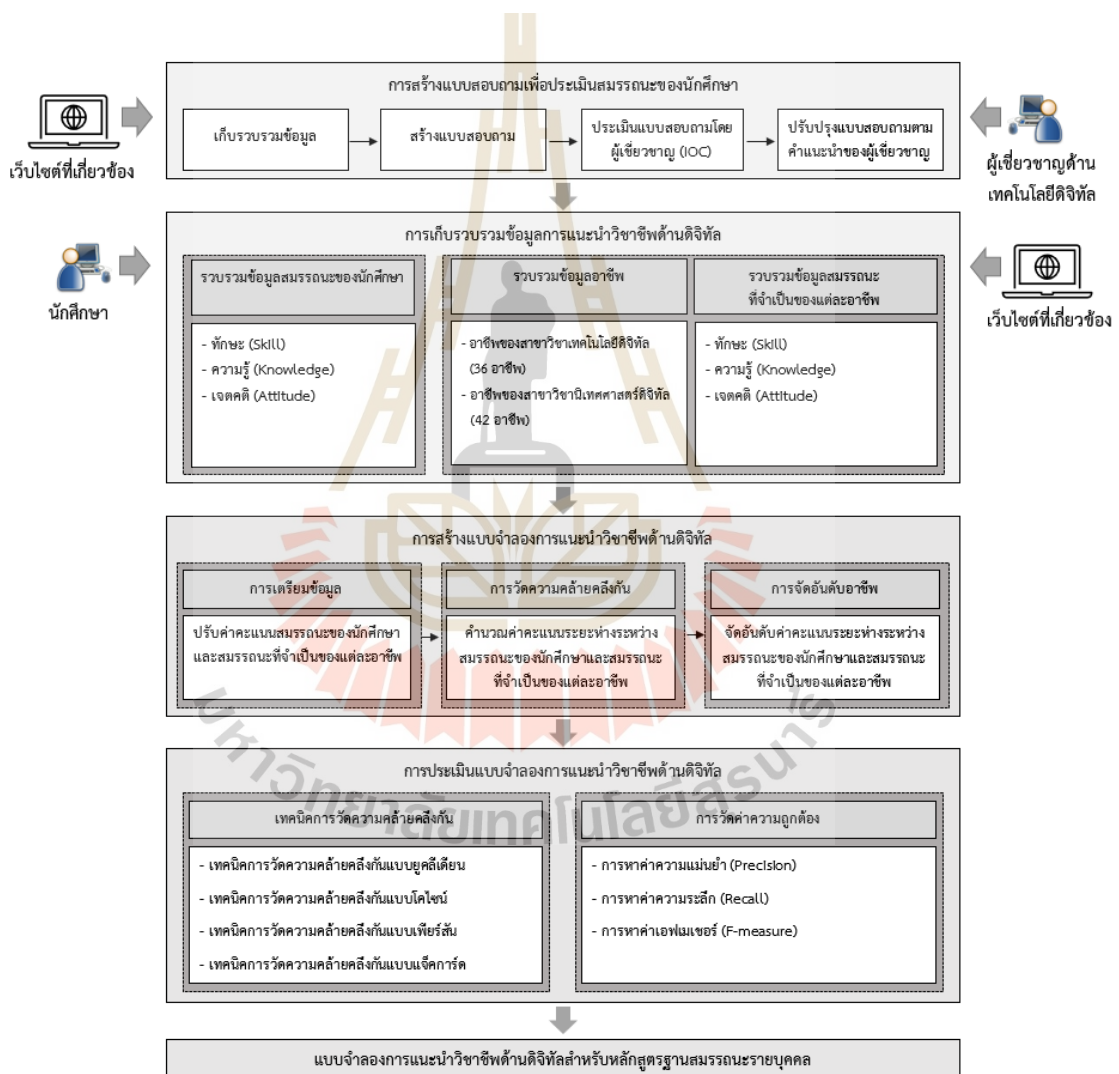 การสร้างแบบสอบถามเพื่อประเมินสมรรถนะของนักศึกษา
เว็บไซต์ที่เกี่ยวข้อง
เก็บรวบรวมข้อมูล
สร้างแบบสอบถาม
ประเมินแบบสอบถามโดย
ผู้เชี่ยวชาญ (IOC)
ปรับปรุงแบบสอบถามตาม
คำแนะนำของผู้เชี่ยวชาญ
ผู้เชี่ยวชาญด้าน
เทคโนโลยีดิจิทัล
การเก็บรวบรวมข้อมูลการแนะนำวิชาชีพด้านดิจิทัล
นักศึกษา
รวบรวมข้อมูลสมรรถนะของนักศึกษา
- ทักษะ (Skill)
- ความรู้ (Knowledge)
- เจตคติ (Attitude)
รวบรวมข้อมูลอาชีพ
- อาชีพของสาขาวิชาเทคโนโลยีดิจิทัล
(36 อาชีพ)
- อาชีพของสาขาวิชานิเทศศาสตร์ดิจิทัล
(42 อาชีพ)
รวบรวมข้อมูลสมรรถนะ
ที่จำเป็นของแต่ละอาชีพ
- ทักษะ (Skill)
- ความรู้ (Knowledge)
- เจตคติ (Attitude)
เว็บไซต์ที่เกี่ยวข้อง
การสร้างแบบจำลองการแนะนำวิชาชีพด้านดิจิทัล
การเตรียมข้อมูล
ปรับค่าคะแนนสมรรถนะของนักศึกษา
และสมรรถนะที่จำเป็นของแต่ละอาชีพ
การวัดความคล้ายคลึงกัน
คำนวณค่าคะแนนระยะห่างระหว่าง
สมรรถนะของนักศึกษาและสมรรถนะ
ที่จำเป็นของแต่ละอาชีพ
การจัดอันดับอาชีพ
จัดอันดับค่าคะแนนระยะห่างระหว่าง
สมรรถนะของนักศึกษาและสมรรถนะ
ที่จำเป็นของแต่ละอาชีพ
มหาวิทยาลัยเทคโนโลยีสุรนารี
การประเมินแบบจำลองการแนะนำวิชาชีพด้านดิจิทัล
เทคนิคการวัดความคล้ายคลึงกัน
- เทคนิคการวัดความคล้ายคลึงกันแบบยูคลิเดียน
- เทคนิคการวัดความคล้ายคลึงกันแบบโคไซน์
- เทคนิคการวัดความคล้ายคลึงกันแบบเพียร์สัน
- เทคนิคการวัดความคล้ายคลึงกันแบบแจ็คการ์ด
การวัดค่าความถูกต้อง
- การหาค่าความแม่นยำ (Precision)
- การหาค่าความระลึก (Recall)
- การหาค่าเอฟเมเชอร์ (F-measure)
แบบจำลองการแนะนำวิชาชีพด้านดิจิทัลสำหรับหลักสูตรฐานสมรรถนะรายบุคคล